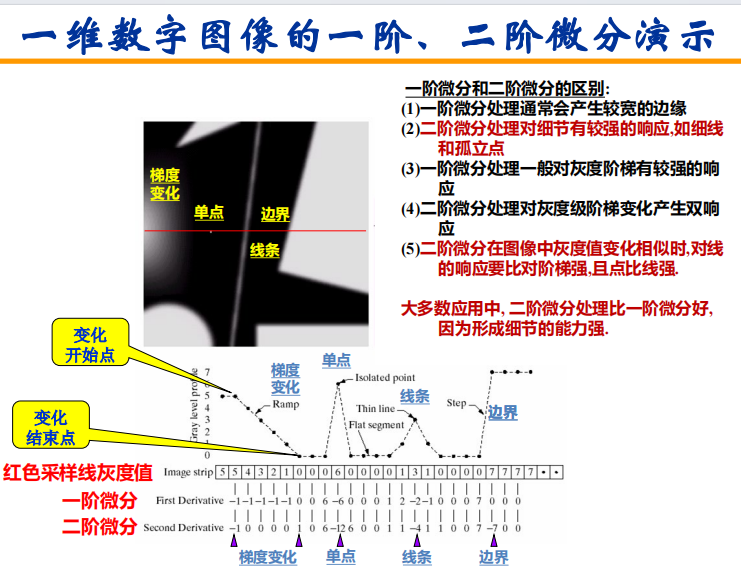 一维数字图像的一阶、二阶微分演示
一阶微分和二阶微分的区别:
(1)一阶微分处理通常会产生较宽的边缘
(2)二阶微分处理对细节有较强的响应,如细线
和孤立点
(3)一阶微分处理一般对灰度阶梯有较强的响
应
(4)二阶微分处理对灰度级阶梯变化产生双响
应
(5)二阶微分在图像中灰度值变化相似时,对线
的响应要比对阶梯强,且点比线强.
大多数应用中, 二阶微分处理比一阶微分好,
因为形成细节的能力强.
梯度
变化
单点
边界
线条
变化
开始点
变化
结束点
梯度
变化
单点
线条
边界
Isolated point
Ramp
Thin line
Flat segment
Step
7
5
4
3
2
0
红色采样线灰度值
Image strip 5 5 4 3 2 1 0 0 0 6 0 0 0 0 1 3 1 0 0 0 0 7 7 7 7 • •
一阶微分
First Derivative −1 −1 −1 −1 −1 0 0 6 −6 0 0 0 1 2 −2 −1 0 0 0 7 0 0 0
二阶微分
Second Derivative −1 0 0 0 0 1 0 6 −12 6 0 0 1 1 −4 1 1 0 0 7 −7 0 0
梯度变化 单点 线条 边界